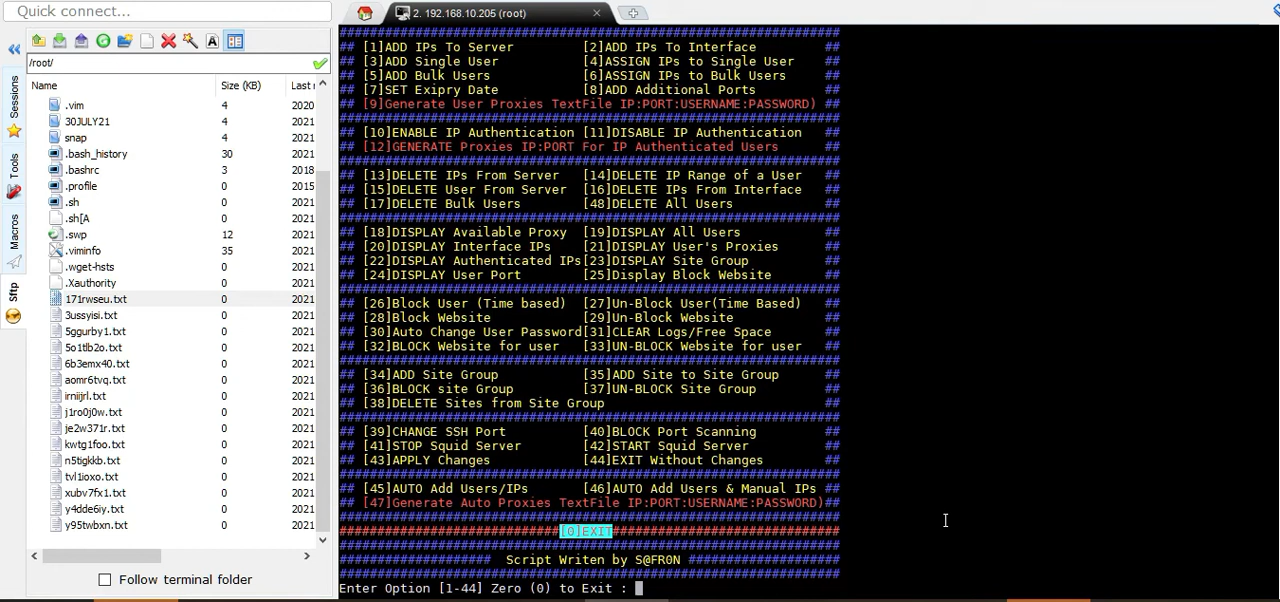 Quick connect...
2. 192.168.10.205 (root)
/root/
Name Size (KB) Last
.vim 4 2020
30JULY21 4 2021
snap 4 2021
.bash_history 30 2021
.bashrc 3 2018
.profile 0 2015
.sh 0 2021
.sh[A 0 2021
.swp 12 2021
.viminfo 35 2021
.wget-hsts 0 2021
.Xauthority 0 2021
171rwseu.txt 0 2021
3ussyisi.txt 0 2021
5ggurby1.txt 0 2021
5o1tlb2o.txt 0 2021
6b3emx40.txt 0 2021
aomr6tvq.txt 0 2021
irniijrl.txt 0 2021
j1ro0j0w.txt 0 2021
je2w371r.txt 0 2021
kwtg1foo.txt 0 2021
n5tigkkb.txt 0 2021
tvl1ioxo.txt 0 2021
xubv7fx1.txt 0 2021
y4dde6iy.txt 0 2021
y95twbxn.txt 0 2021
Follow terminal folder
Sessions
Tools
Macros
Sftp
## [1]ADD IPs To Server [2]ADD IPs To Interface ##
## [3]ADD Single User [4]ASSIGN IPs to Single User ##
## [5]ADD Bulk Users [6]ASSIGN IPs to Bulk Users ##
## [7]SET Exipry Date [8]ADD Additional Ports ##
## [9]Generate User Proxies TextFile IP:PORT:USERNAME:PASSWORD) ##
## [10]ENABLE IP Authentication [11]DISABLE IP Authentication ##
## [12]GENERATE Proxies IP:PORT For IP Authenticated Users ##
## [13]DELETE IPs From Server [14]DELETE IP Range of a User ##
## [15]DELETE User From Server [16]DELETE IPs From Interface ##
## [17]DELETE Bulk Users [48]DELETE All Users ##
## [18]DISPLAY Available Proxy [19]DISPLAY All Users ##
## [20]DISPLAY Interface IPs [21]DISPLAY User's Proxies ##
## [22]DISPLAY Authenticated IPs[23]DISPLAY Site Group ##
## [24]DISPLAY User Port [25]Display Block Website ##
## [26]Block User (Time based) [27]Un-Block User(Time Based) ##
## [28]Block Website [29]Un-Block Website ##
## [30]Auto Change User Password[31]CLEAR Logs/Free Space ##
## [32]BLOCK Website for user [33]UN-BLOCK Website for user ##
## [34]ADD Site Group [35]ADD Site to Site Group ##
## [36]BLOCK site Group [37]UN-BLOCK Site Group ##
## [38]DELETE Sites from Site Group ##
## [39]CHANGE SSH Port [40]BLOCK Port Scanning ##
## [41]STOP Squid Server [42]START Squid Server ##
## [43]APPLY Changes [44]EXIT Without Changes ##
## [45]AUTO Add Users/IPs [46]AUTO Add Users & Manual IPs ##
## [47]Generate Auto Proxies TextFile IP:PORT:USERNAME:PASSWORD)##
[0]EXIT
Script Writen by S@FR0N
Enter Option [1-44] Zero (0) to Exit :